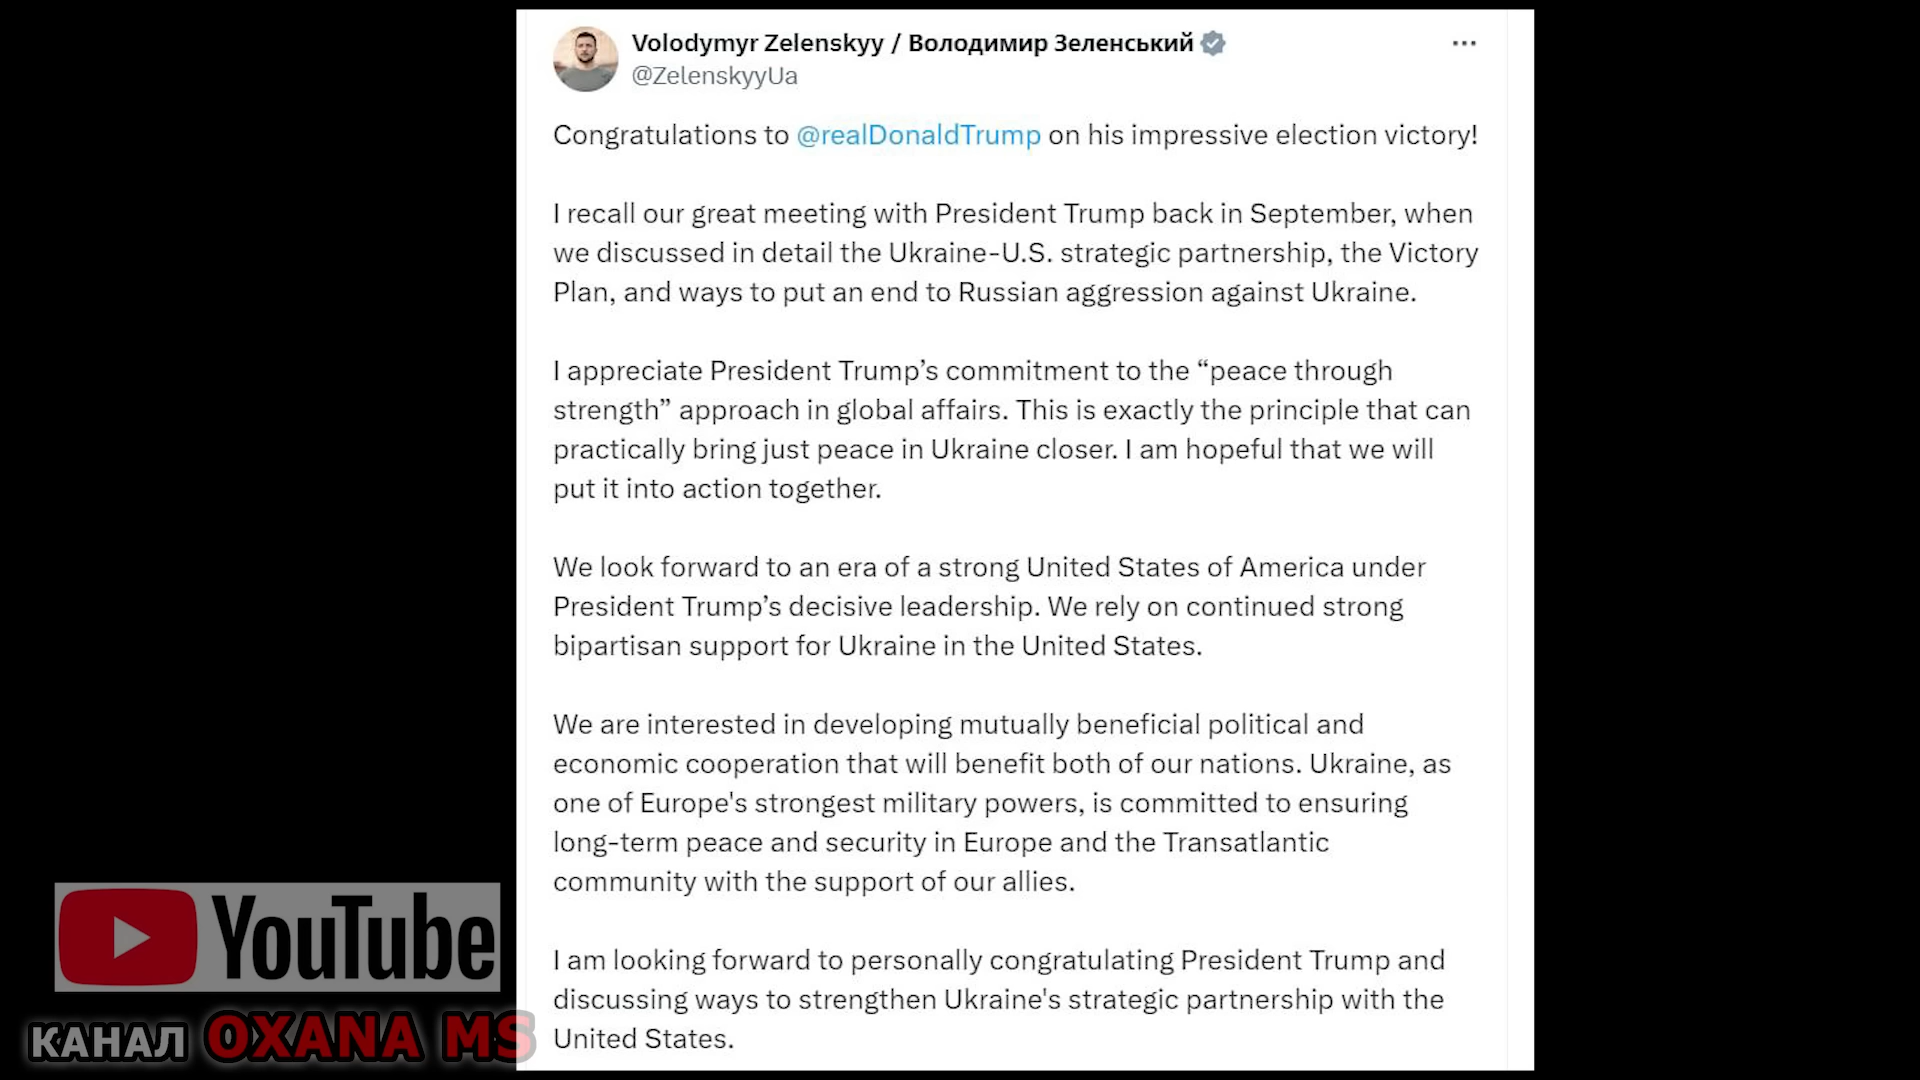 Volodymyr Zelenskyy / Володимир Зеленський
@ZelenskyyUa
Congratulations to @realDonaldTrump on his impressive election victory!
I recall our great meeting with President Trump back in September, when
we discussed in detail the Ukraine-U.S. strategic partnership, the Victory
Plan, and ways to put an end to Russian aggression against Ukraine.
I appreciate President Trump’s commitment to the “peace through
strength” approach in global affairs. This is exactly the principle that can
practically bring just peace in Ukraine closer. I am hopeful that we will
put it into action together.
We look forward to an era of a strong United States of America under
President Trump’s decisive leadership. We rely on continued strong
bipartisan support for Ukraine in the United States.
We are interested in developing mutually beneficial political and
economic cooperation that will benefit both of our nations. Ukraine, as
one of Europe's strongest military powers, is committed to ensuring
long-term peace and security in Europe and the Transatlantic
community with the support of our allies.
I am looking forward to personally congratulating President Trump and
discussing ways to strengthen Ukraine's strategic partnership with the
United States.
YouTube
КАНАЛ OXANA MS